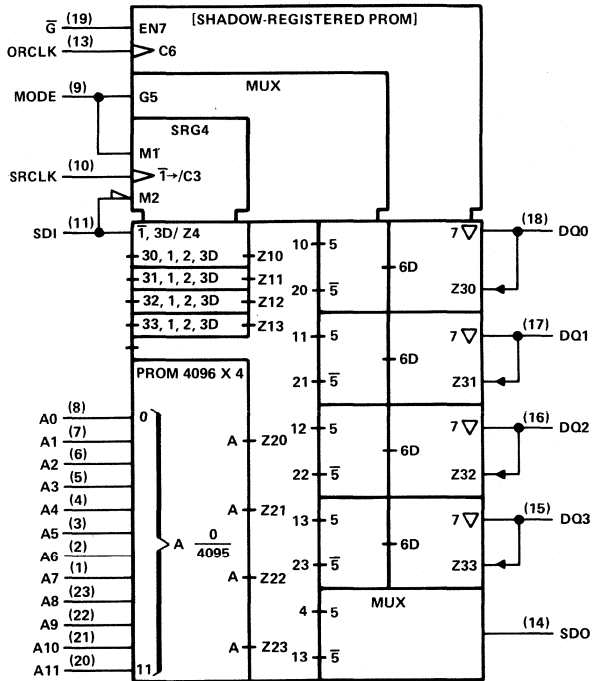 [SHADOW-REGISTERED PROM]
G̅ (19) EN7
ORCLK (13) C6
MUX
MODE (9) G5
SRG4
M1
SRCLK (10) 1̅→/C3
M2
SDI (11) 1̅, 3D/ Z4
30, 1, 2, 3D Z10
31, 1, 2, 3D Z11
32, 1, 2, 3D Z12
33, 1, 2, 3D Z13
10 5 6D 7 ▽ (18) DQ0
20 5̅ Z30
11 5 6D 7 ▽ (17) DQ1
21 5̅ Z31
12 5 6D 7 ▽ (16) DQ2
22 5̅ Z32
13 5 6D 7 ▽ (15) DQ3
23 5̅ Z33
MUX
4 5 (14) SDO
13 5̅
PROM 4096 X 4
A0 (8) 0
A1 (7)
A2 (6)
A3 (5)
A4 (4)
A5 (3)
A6 (2)
A7 (1)
A8 (23)
A9 (22)
A10 (21)
A11 (20) 11
A 0
4095
A Z20
A Z21
A Z22
A Z23